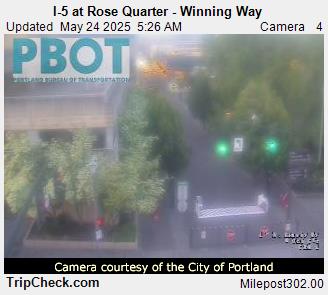 I-5 at Rose Quarter - Winning Way
Updated May 24 2025 5:26 AM Camera 4
PBOT
PORTLAND BUREAU OF TRANSPORTATION
Camera courtesy of the City of Portland
TripCheck.com Milepost302.00